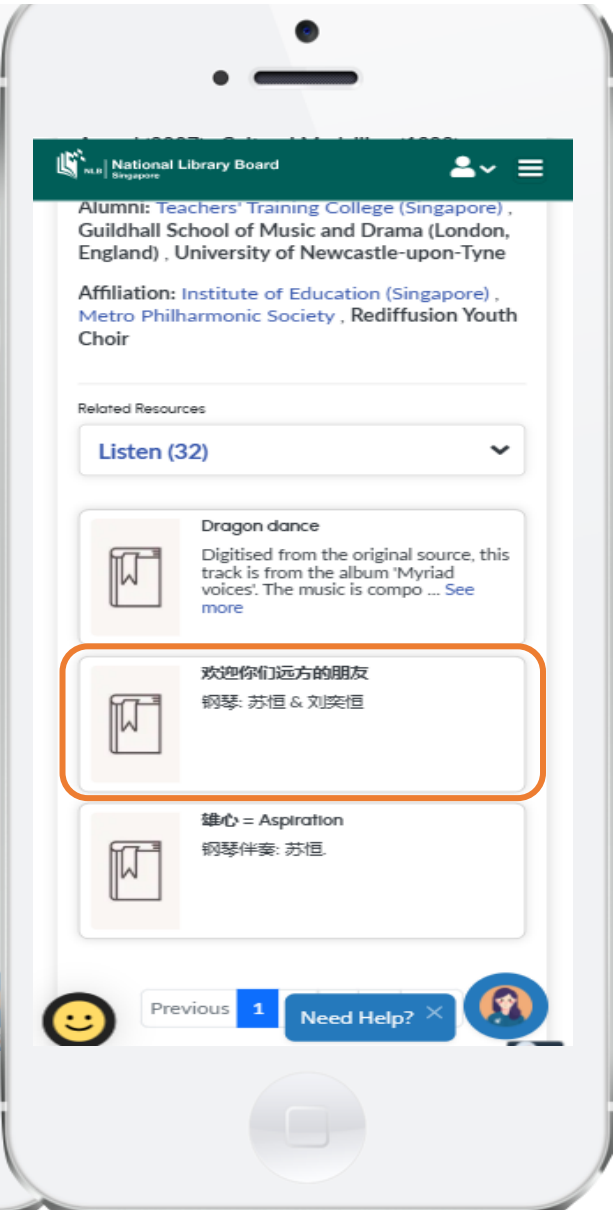 NLB National Library Board
Singapore
Alumni: Teachers' Training College (Singapore) ,
Guildhall School of Music and Drama (London,
England) , University of Newcastle-upon-Tyne
Affiliation: Institute of Education (Singapore) ,
Metro Philharmonic Society , Rediffusion Youth
Choir
Related Resources
Listen (32)
Dragon dance
Digitised from the original source, this
track is from the album 'Myriad
voices'. The music is compo ... See
more
欢迎你们远方的朋友
钢琴: 苏恒 & 刘奕恒
雄心 = Aspiration
钢琴伴奏: 苏恒.
Previous 1
Need Help? ×